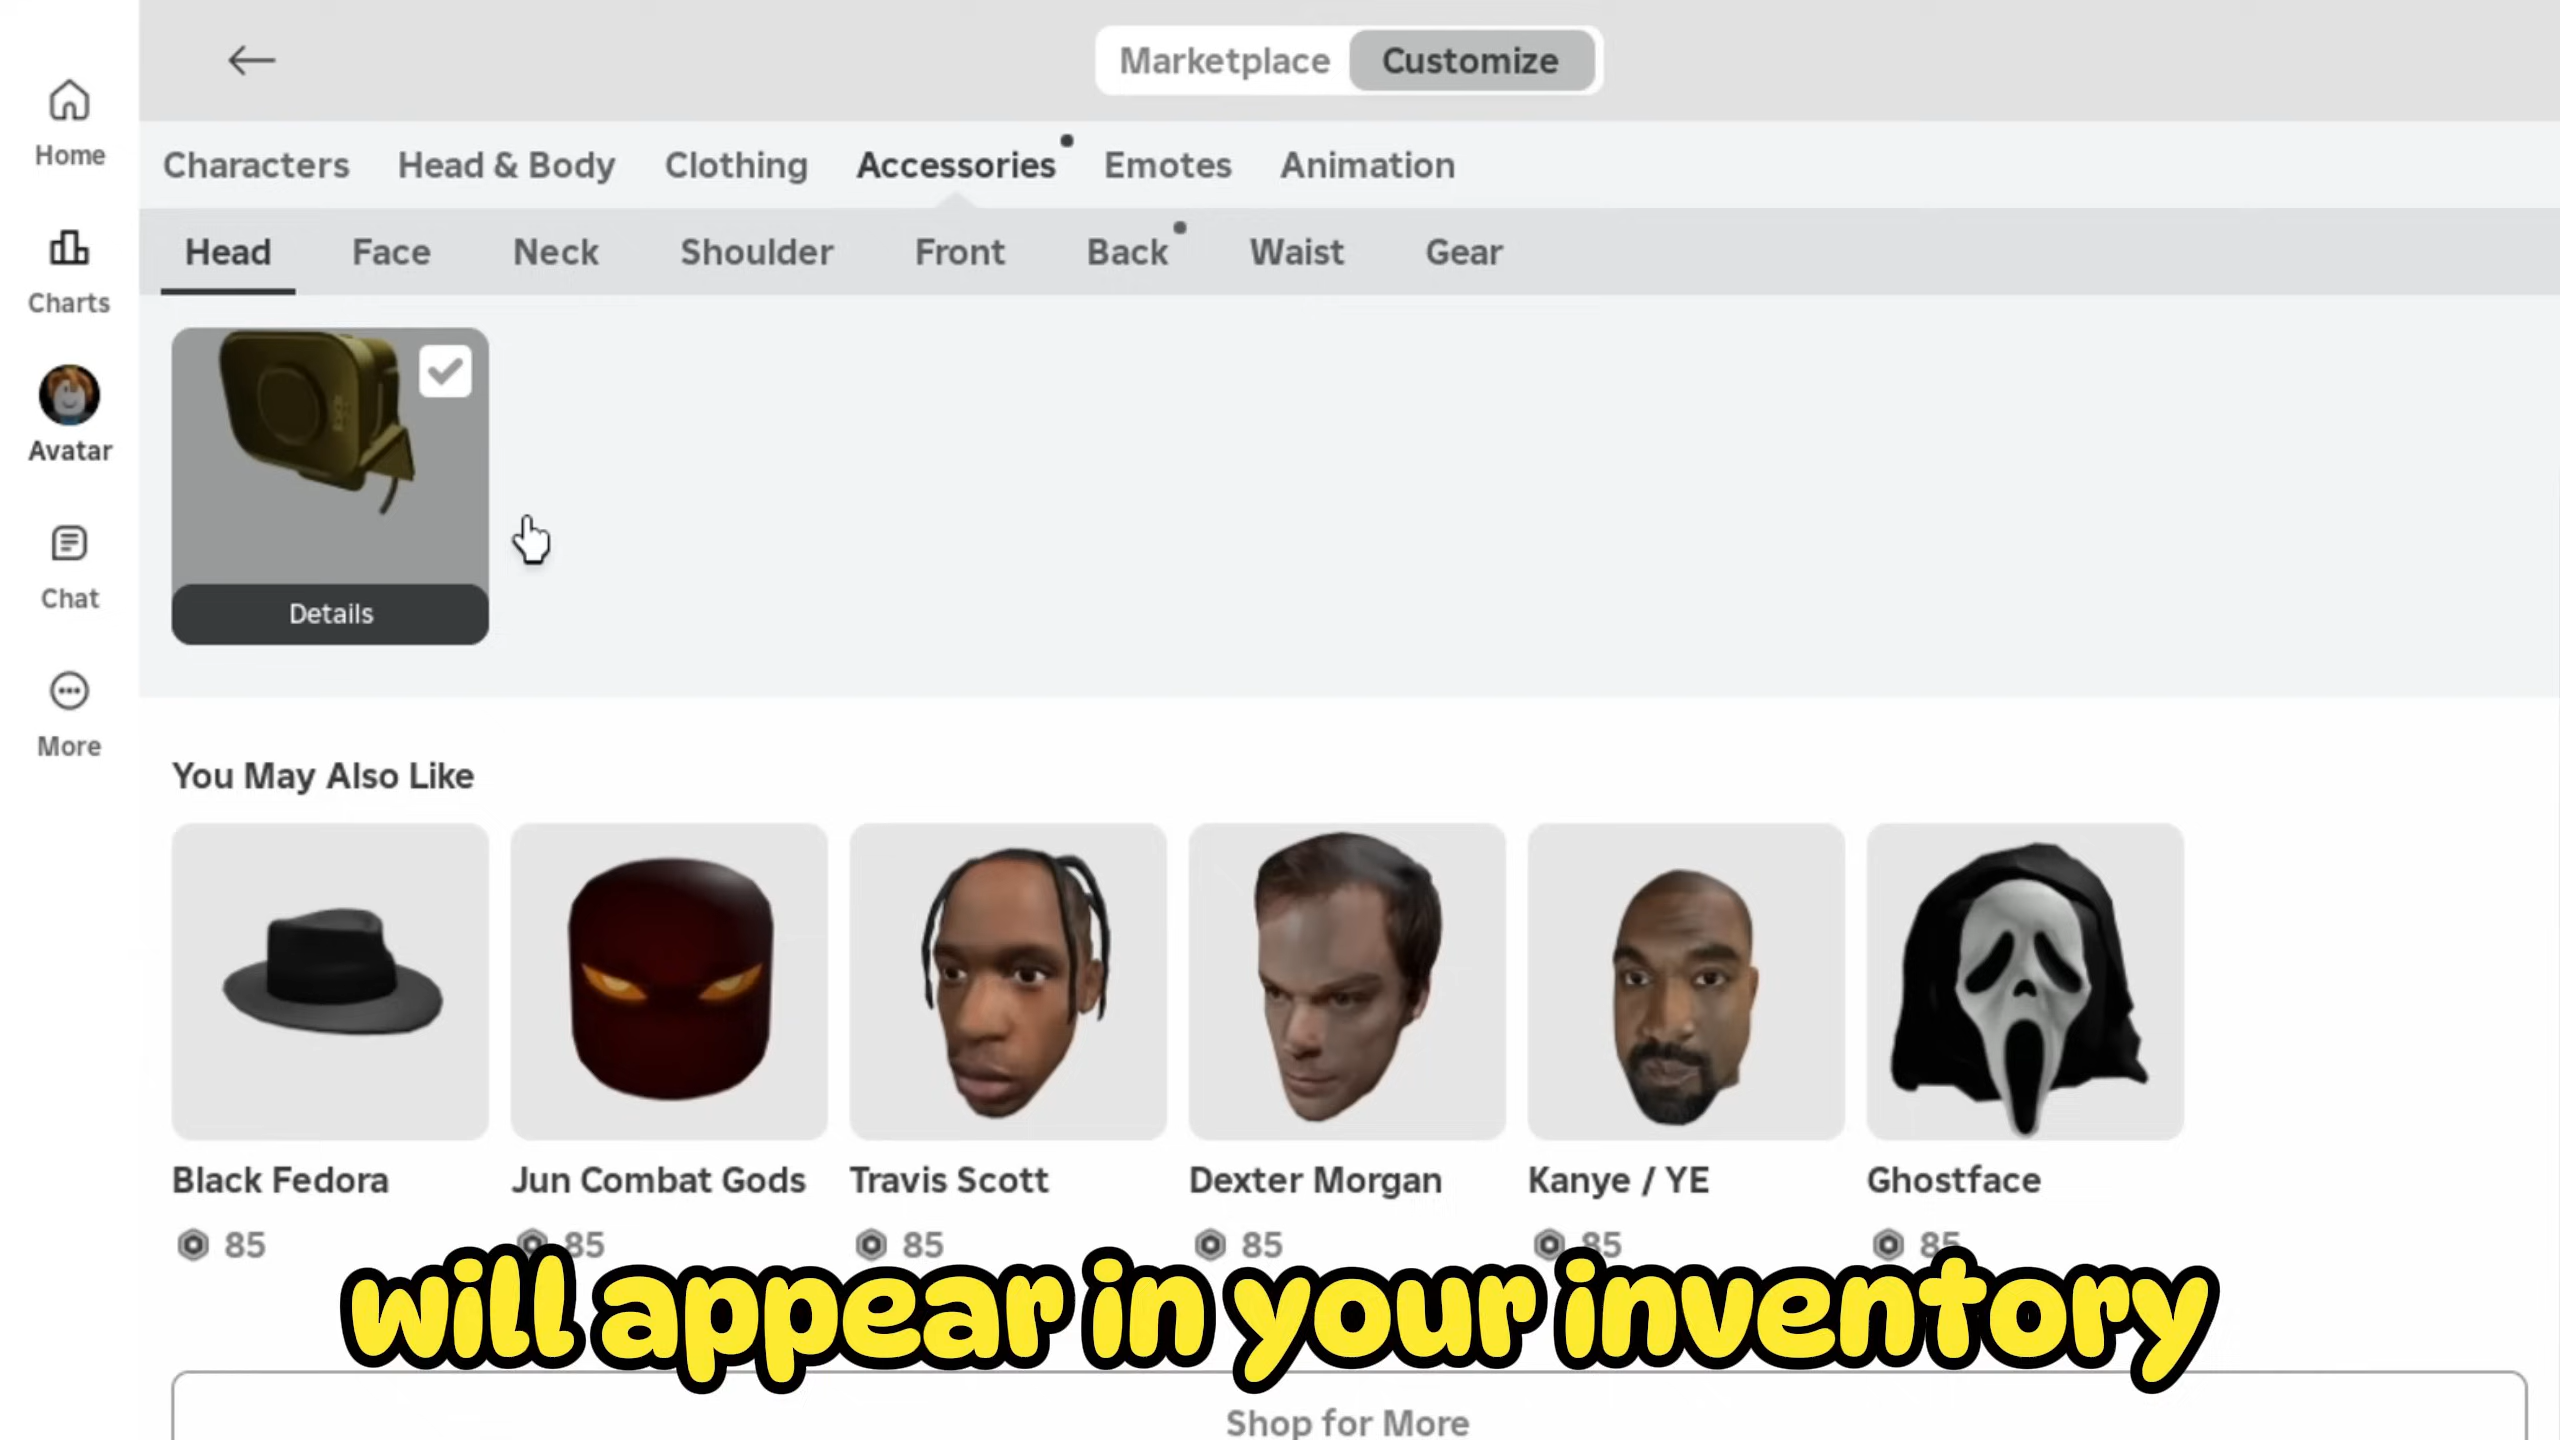 Marketplace Customize
Home
Charts
Avatar
Chat
More
Characters Head & Body Clothing Accessories Emotes Animation
Head Face Neck Shoulder Front Back Waist Gear
Details
You May Also Like
Black Fedora Jun Combat Gods Travis Scott Dexter Morgan Kanye / YE Ghostface
85 85 85 85 85 85
will appear in your inventory
Shop for More